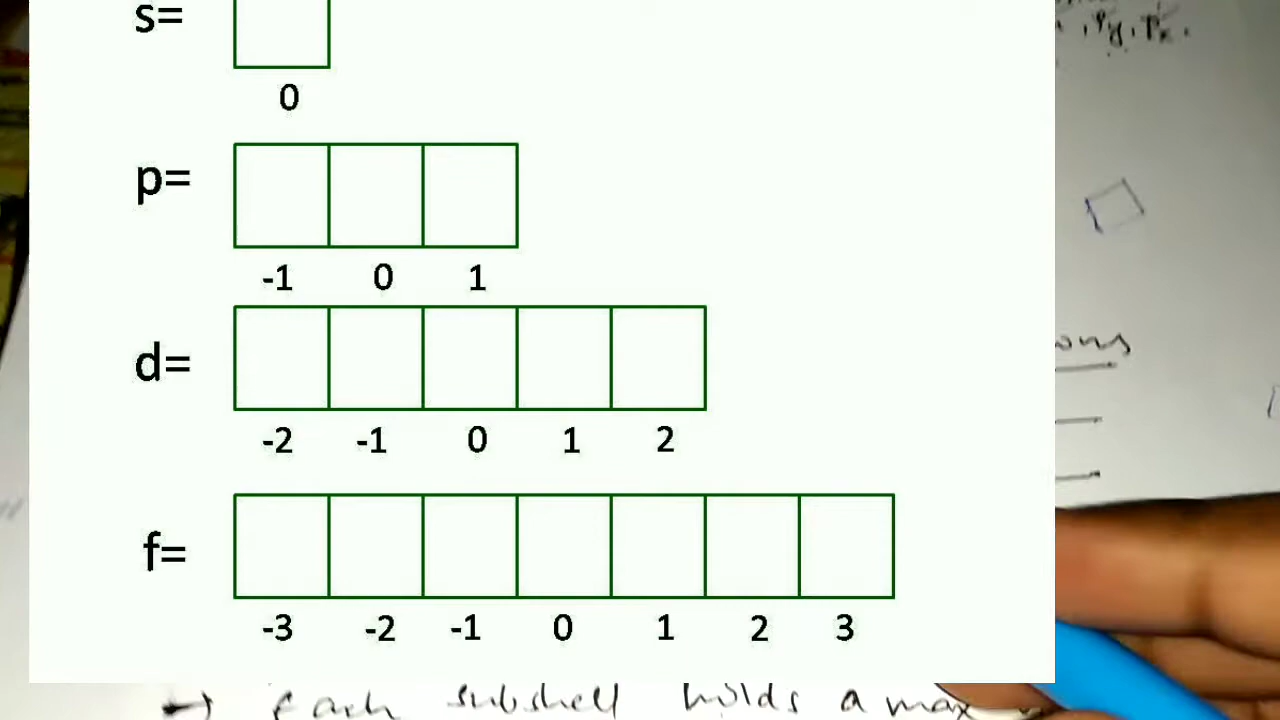 s=
0
p=
-1 0 1
d=
-2 -1 0 1 2
f=
-3 -2 -1 0 1 2 3
→ Each subshell holds a max